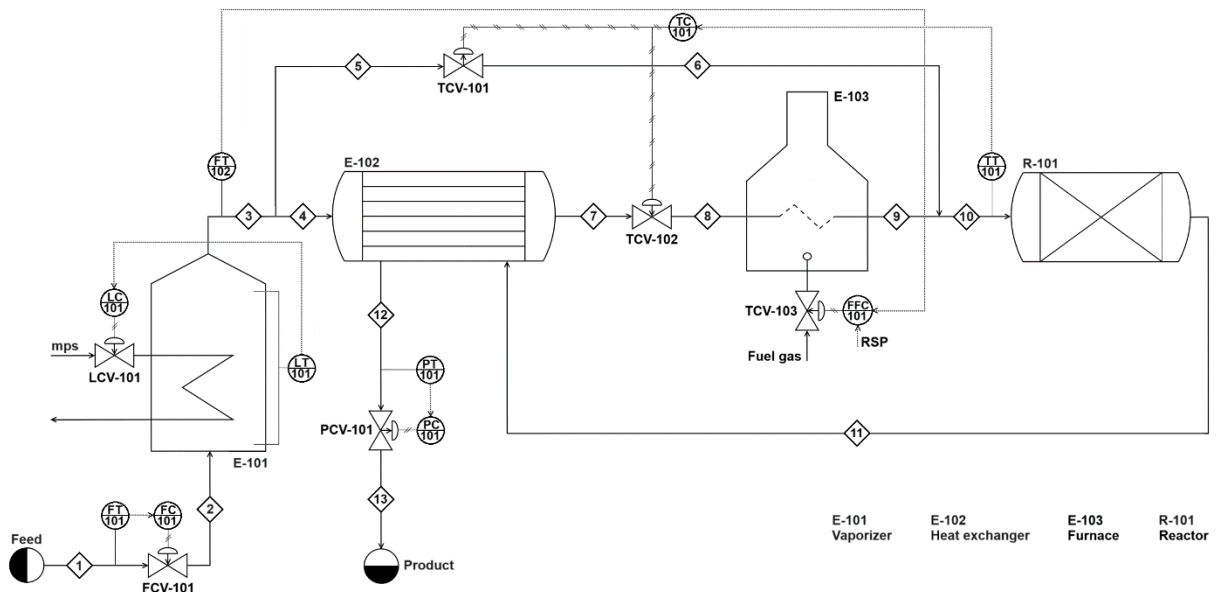 TC
101
5
6
TCV-101
E-103
FT
102
E-102
TT
101
R-101
3
4
7
8
9
10
TCV-102
LC
101
12
TCV-103
FFC
101
mps
LT
101
PT
101
RSP
Fuel gas
LCV-101
PCV-101
PC
101
11
E-101
13
2
FT
101
FC
101
E-101
Vaporizer
E-102
Heat exchanger
E-103
Furnace
R-101
Reactor
Feed
1
Product
FCV-101